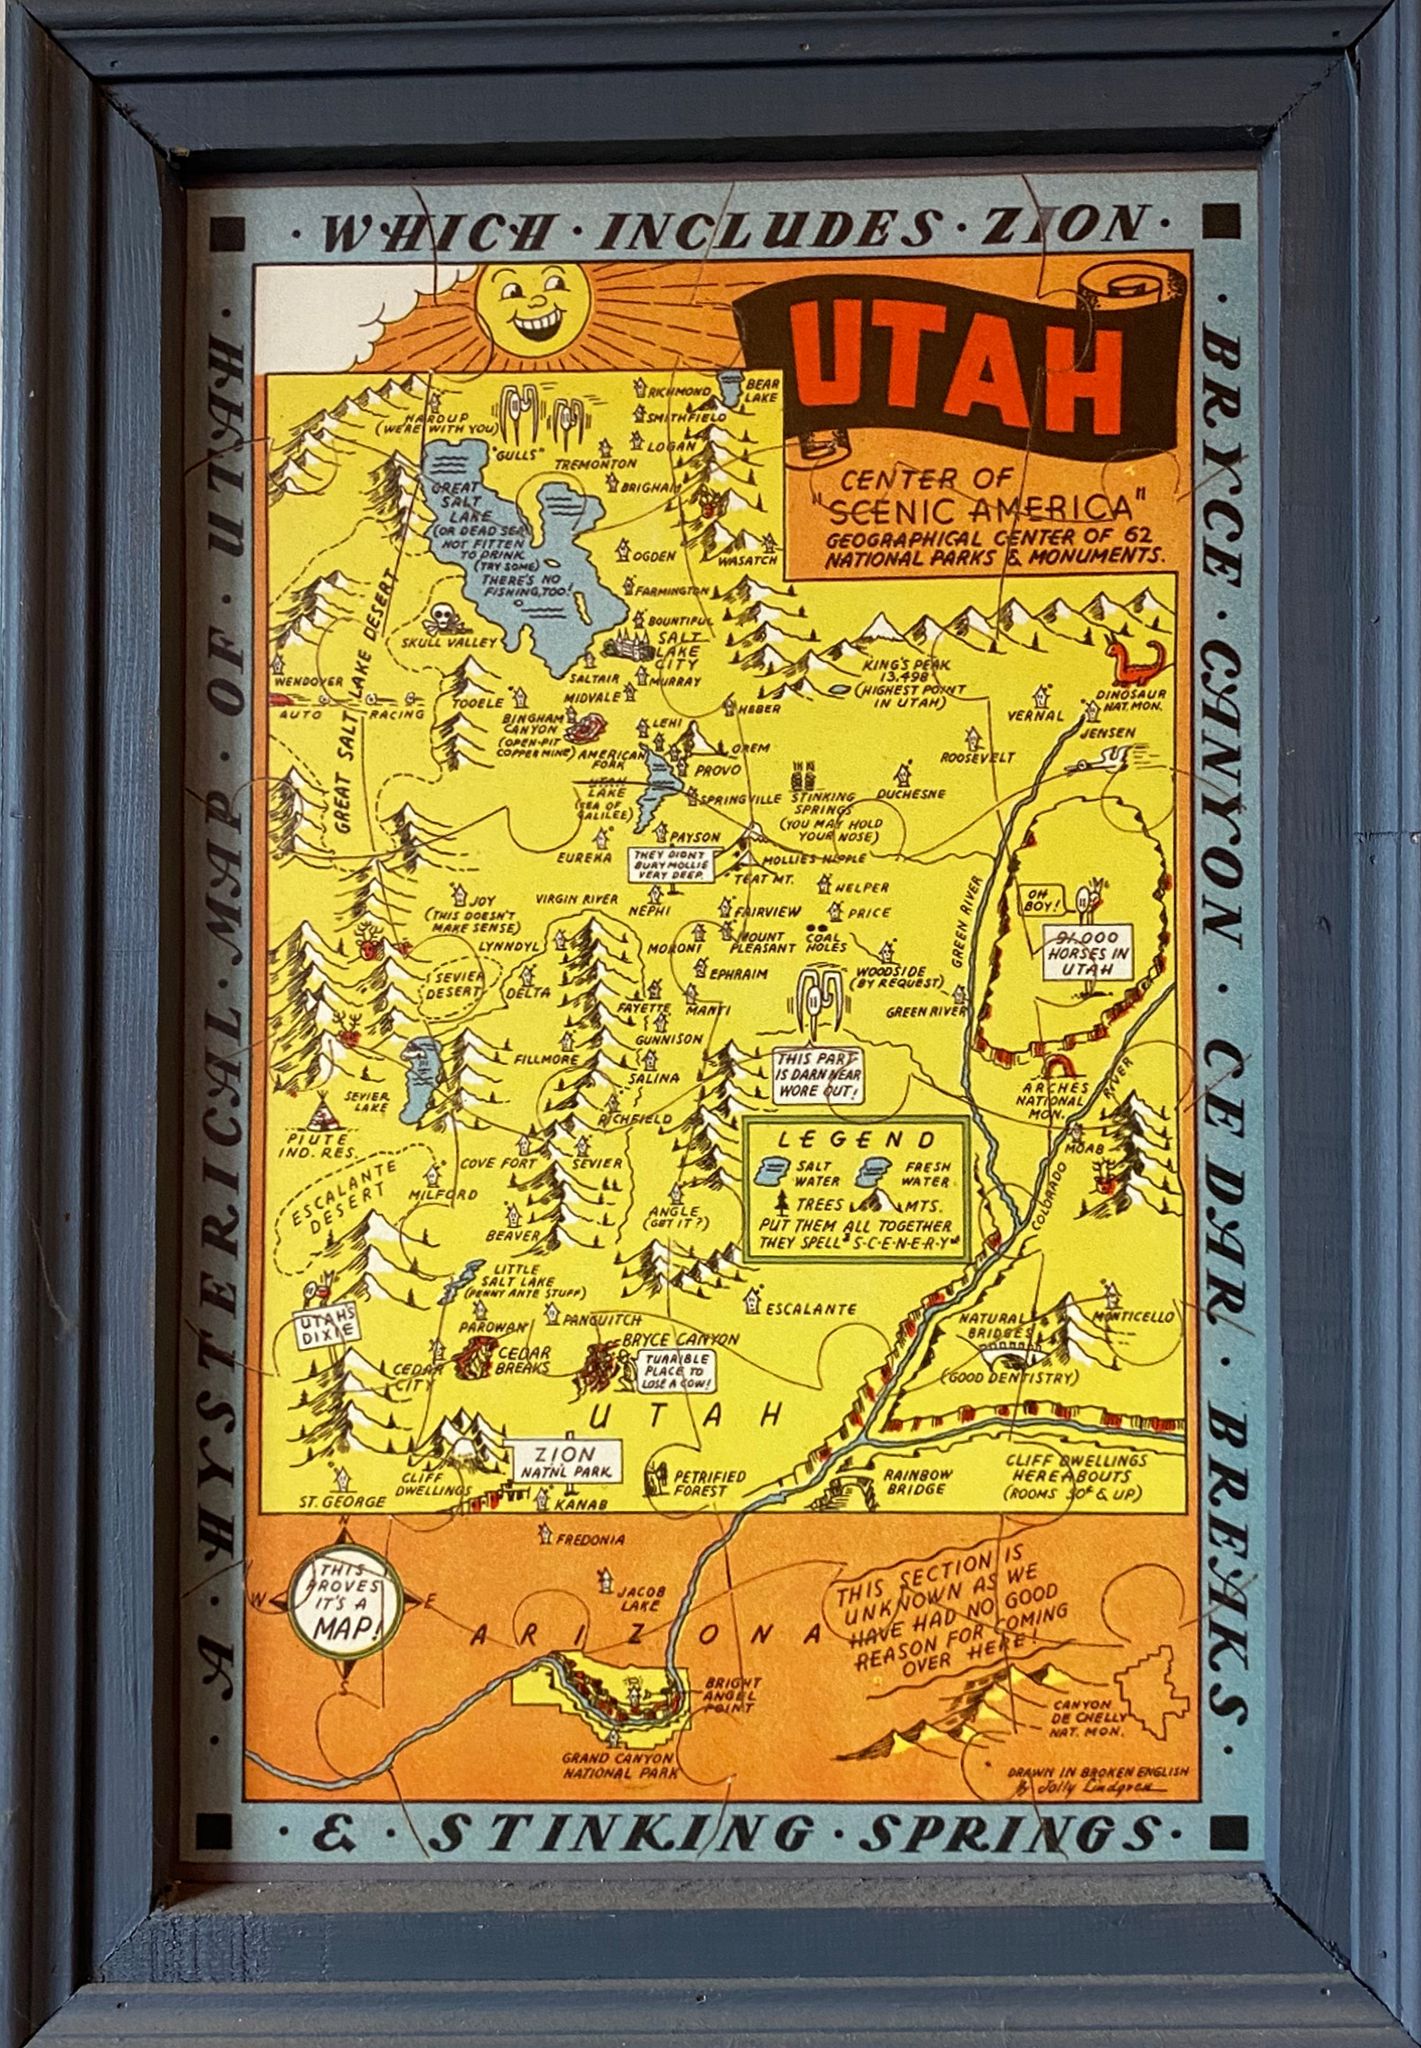 · A · HYSTERICAL · MAP · OF · UTAH ·
· WHICH · INCLUDES · ZION ·
· BRYCE · CANYON · CEDAR · BREAKS ·
· & · STINKING · SPRINGS ·
UTAH
CENTER OF
"SCENIC AMERICA"
GEOGRAPHICAL CENTER OF 62
NATIONAL PARKS & MONUMENTS.
HARDUP
(WE'RE WITH YOU)
"GULLS"
TREMONTON
RICHMOND
SMITHFIELD
LOGAN
BRIGHAM
BEAR
LAKE
GREAT
SALT
LAKE
(OR DEAD SEA
NOT FITTEN
TO DRINK
(TRY SOME)
THERE'S NO
FISHING, TOO!
OGDEN
WASATCH
FARMINGTON
BOUNTIFUL
SALT
LAKE
CITY
SKULL VALLEY
GREAT SALT LAKE DESERT
WENDOVER
AUTO RACING
TOOELE
SALTAIR
MURRAY
MIDVALE
BINGHAM
CANYON
(OPEN-PIT
COPPER MINE)
LEHI
AMERICAN
FORK
HEBER
OREM
PROVO
UTAH
LAKE
(SEA OF
GALILEE)
SPRINGVILLE
KING'S PEAK
13,498
(HIGHEST POINT
IN UTAH)
DINOSAUR
NAT. MON.
VERNAL
JENSEN
ROOSEVELT
DUCHESNE
STINKING
SPRINGS
(YOU MAY HOLD
YOUR NOSE)
EUREKA
PAYSON
THEY DIDN'T
BURY MOLLIE
VERY DEEP.
MOLLIES NIPPLE
TEAT MT.
HELPER
PRICE
JOY
(THIS DOESN'T
MAKE SENSE)
VIRGIN RIVER
NEPHI
FAIRVIEW
MOUNT
PLEASANT
COAL
HOLES
LYNNDYL
MORONI
EPHRAIM
WOODSIDE
(BY REQUEST)
GREEN RIVER
GREEN RIVER
OH
BOY!
91,000
HORSES IN
UTAH
SEVIER
DESERT
DELTA
FAYETTE
MANTI
GUNNISON
FILLMORE
SALINA
THIS PART
IS DARN NEAR
WORE OUT!
ARCHES
NATIONAL
MON.
COLORADO RIVER
MOAB
SEVIER
LAKE
RICHFIELD
PIUTE
IND. RES.
COVE FORT
SEVIER
LEGEND
SALT
WATER
FRESH
WATER
TREES
MTS.
PUT THEM ALL TOGETHER
THEY SPELL "S-C-E-N-E-R-Y"
ESCALANTE
DESERT
MILFORD
BEAVER
ANGLE
(GET IT?)
LITTLE
SALT LAKE
(PENNY ANTE STUFF)
UTAH'S
DIXIE
PAROWAN
PANGUITCH
ESCALANTE
CEDAR
CITY
CEDAR
BREAKS
BRYCE CANYON
TURRIBLE
PLACE TO
LOSE A COW!
NATURAL
BRIDGES
(GOOD DENTISTRY)
MONTICELLO
UTAH
ZION
NATN'L PARK
ST. GEORGE
CLIFF
DWELLINGS
KANAB
PETRIFIED
FOREST
RAINBOW
BRIDGE
CLIFF DWELLINGS
HEREABOUTS
(ROOMS 50¢ & UP)
FREDONIA
JACOB
LAKE
N
W
E
S
THIS
PROVES
IT'S A
MAP!
ARIZONA
THIS SECTION IS
UNKNOWN AS WE
HAVE HAD NO GOOD
REASON FOR COMING
OVER HERE!
BRIGHT
ANGEL
POINT
GRAND CANYON
NATIONAL PARK
CANYON
DE CHELLY
NAT. MON.
DRAWN IN BROKEN ENGLISH
By Jolly Lindgren